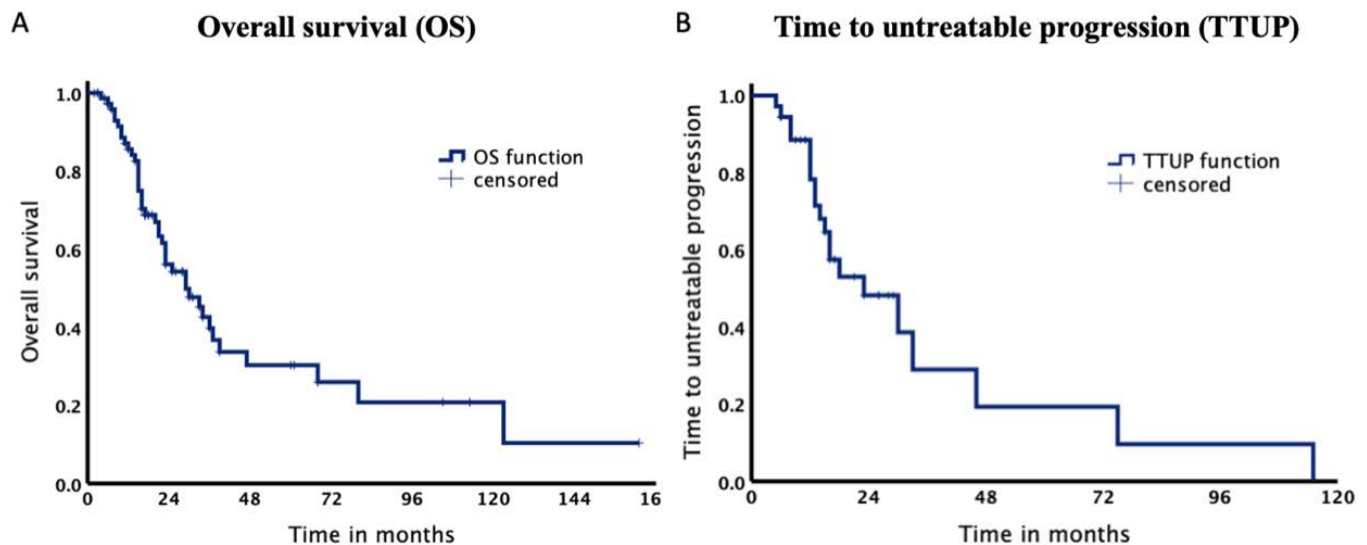 A
Overall survival (OS)
1.0
0.8
0.6
0.4
0.2
0.0
Overall survival
OS function
censored
0 24 48 72 96 120 144 16
Time in months
B
Time to untreatable progression (TTUP)
1.0
0.8
0.6
0.4
0.2
0.0
Time to untreatable progression
TTUP function
censored
0 24 48 72 96 120
Time in months